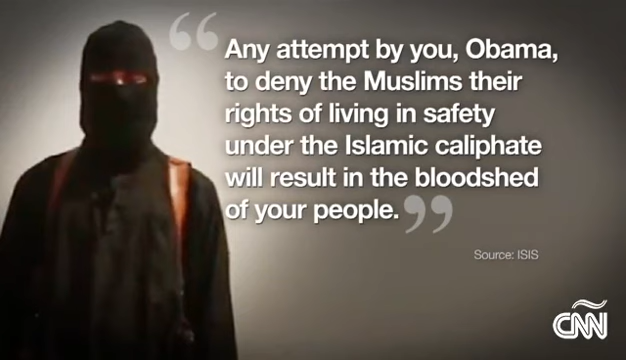 “Any attempt by you, Obama,
to deny the Muslims their
rights of living in safety
under the Islamic caliphate
will result in the bloodshed
of your people.”
Source: ISIS
CNN